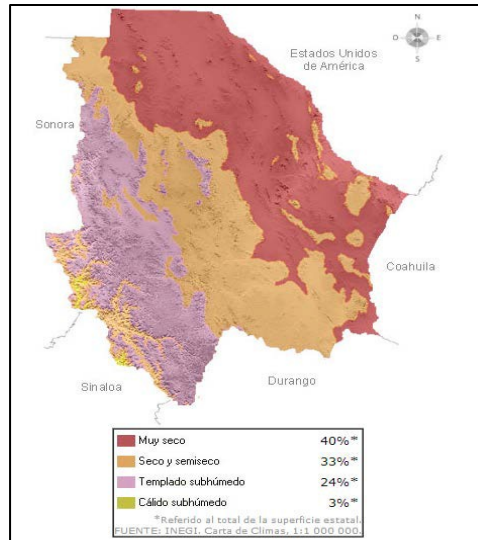 N
O
E
S
Estados Unidos
de América
Sonora
Coahuila
Durango
Sinaloa
Muy seco 40%*
Seco y semiseco 33%*
Templado subhúmedo 24%*
Cálido subhúmedo 3%*
*Referido al total de la superficie estatal.
FUENTE: INEGI. Carta de Climas, 1:1 000 000.